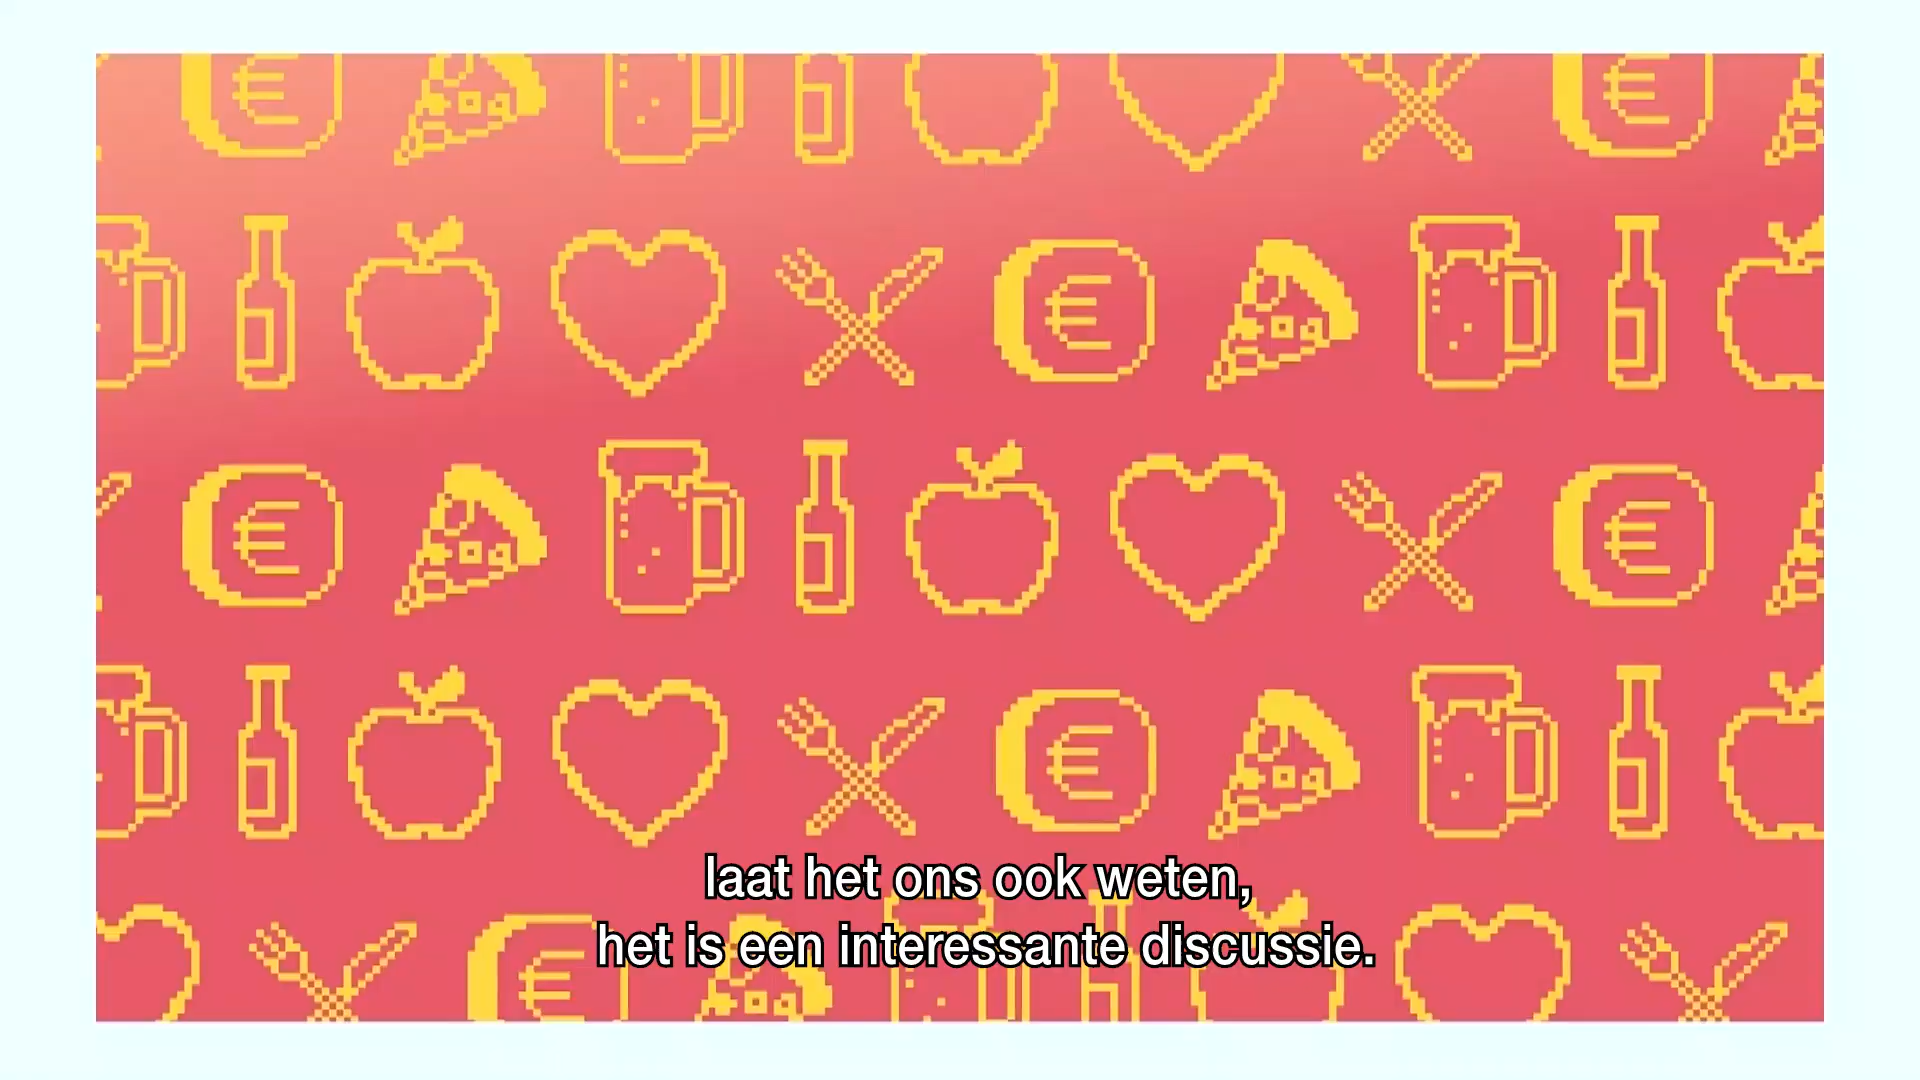 laat het ons ook weten,
het is een interessante discussie.